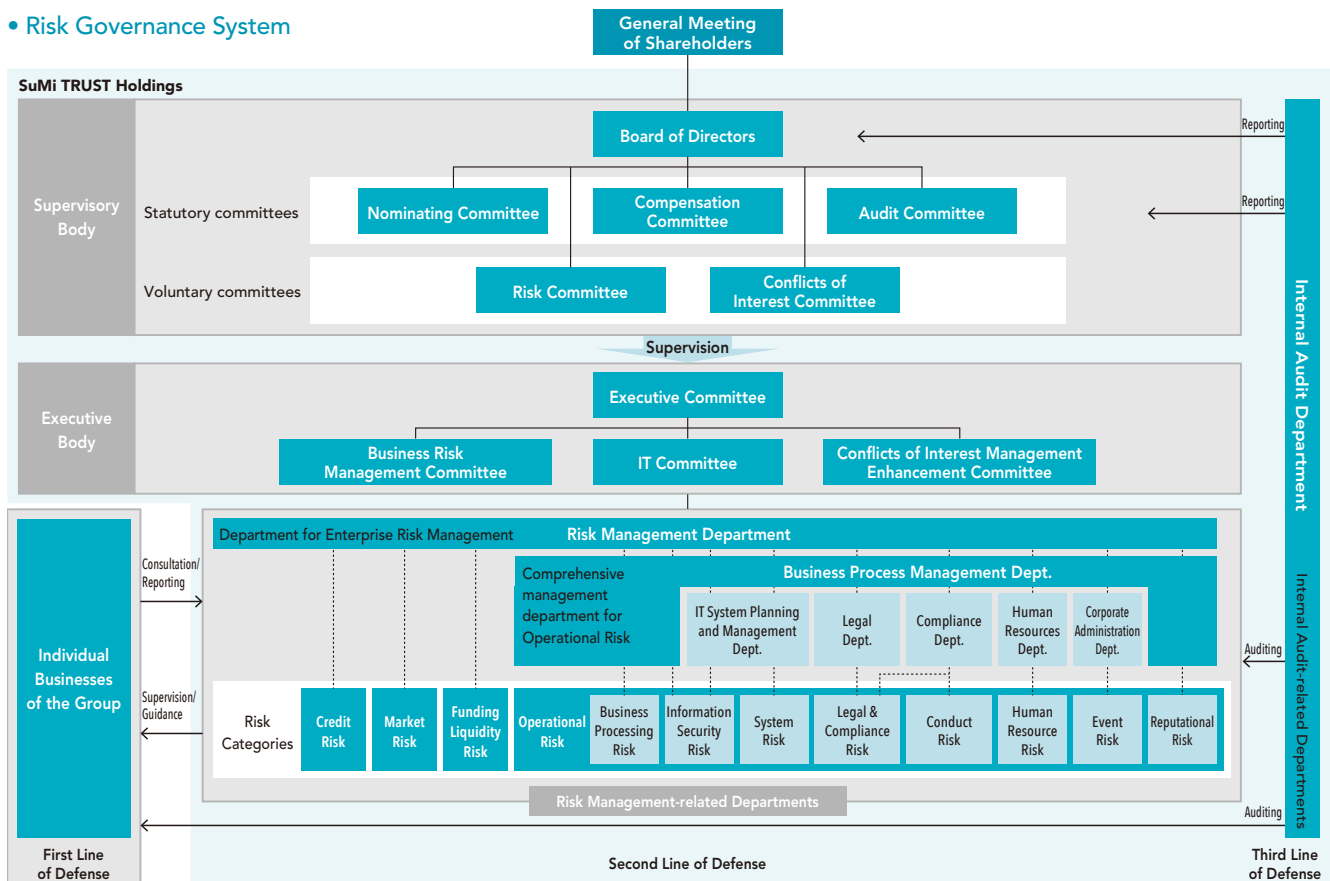 • Risk Governance System
General Meeting
of Shareholders
SuMi TRUST Holdings
Supervisory
Body
Board of Directors
Reporting
Statutory committees
Nominating Committee
Compensation
Committee
Audit Committee
Reporting
Voluntary committees
Risk Committee
Conflicts of
Interest Committee
Supervision
Executive
Body
Executive Committee
Business Risk
Management Committee
IT Committee
Conflicts of Interest Management
Enhancement Committee
Internal Audit Department
Internal Audit-related Departments
Individual
Businesses
of the Group
Consultation/
Reporting
Supervision/
Guidance
Department for Enterprise Risk Management
Risk Management Department
Comprehensive
management
department for
Operational Risk
Business Process Management Dept.
IT System Planning
and Management
Dept.
Legal
Dept.
Compliance
Dept.
Human
Resources
Dept.
Corporate
Administration
Dept.
Auditing
Risk
Categories
Credit
Risk
Market
Risk
Funding
Liquidity
Risk
Operational
Risk
Business
Processing
Risk
Information
Security
Risk
System
Risk
Legal &
Compliance
Risk
Conduct
Risk
Human
Resource
Risk
Event
Risk
Reputational
Risk
Risk Management-related Departments
Auditing
First Line
of Defense
Second Line of Defense
Third Line
of Defense